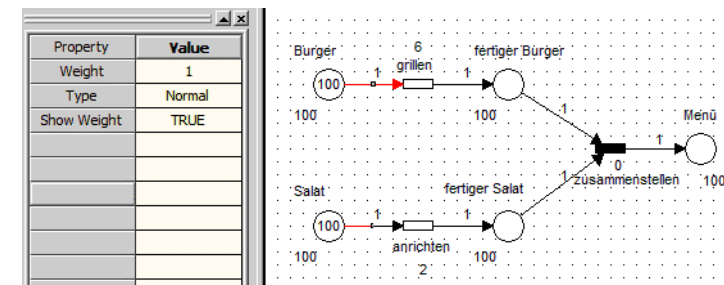 Property Value
Weight 1
Type Normal
Show Weight TRUE
Burger 6 fertiger Burger
grillen
1 1
100
100 100
1
Menü
1
0
zusammenstellen 100
1
Salat fertiger Salat
1 1
100
anrichten
100 100
2